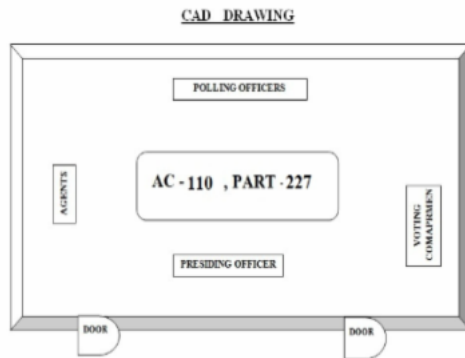 CAD DRAWING
POLLING OFFICERS
AGENTS
AC - 110 , PART - 227
VOTING
COMAPRMEN
PRESIDING OFFICER
DOOR
DOOR